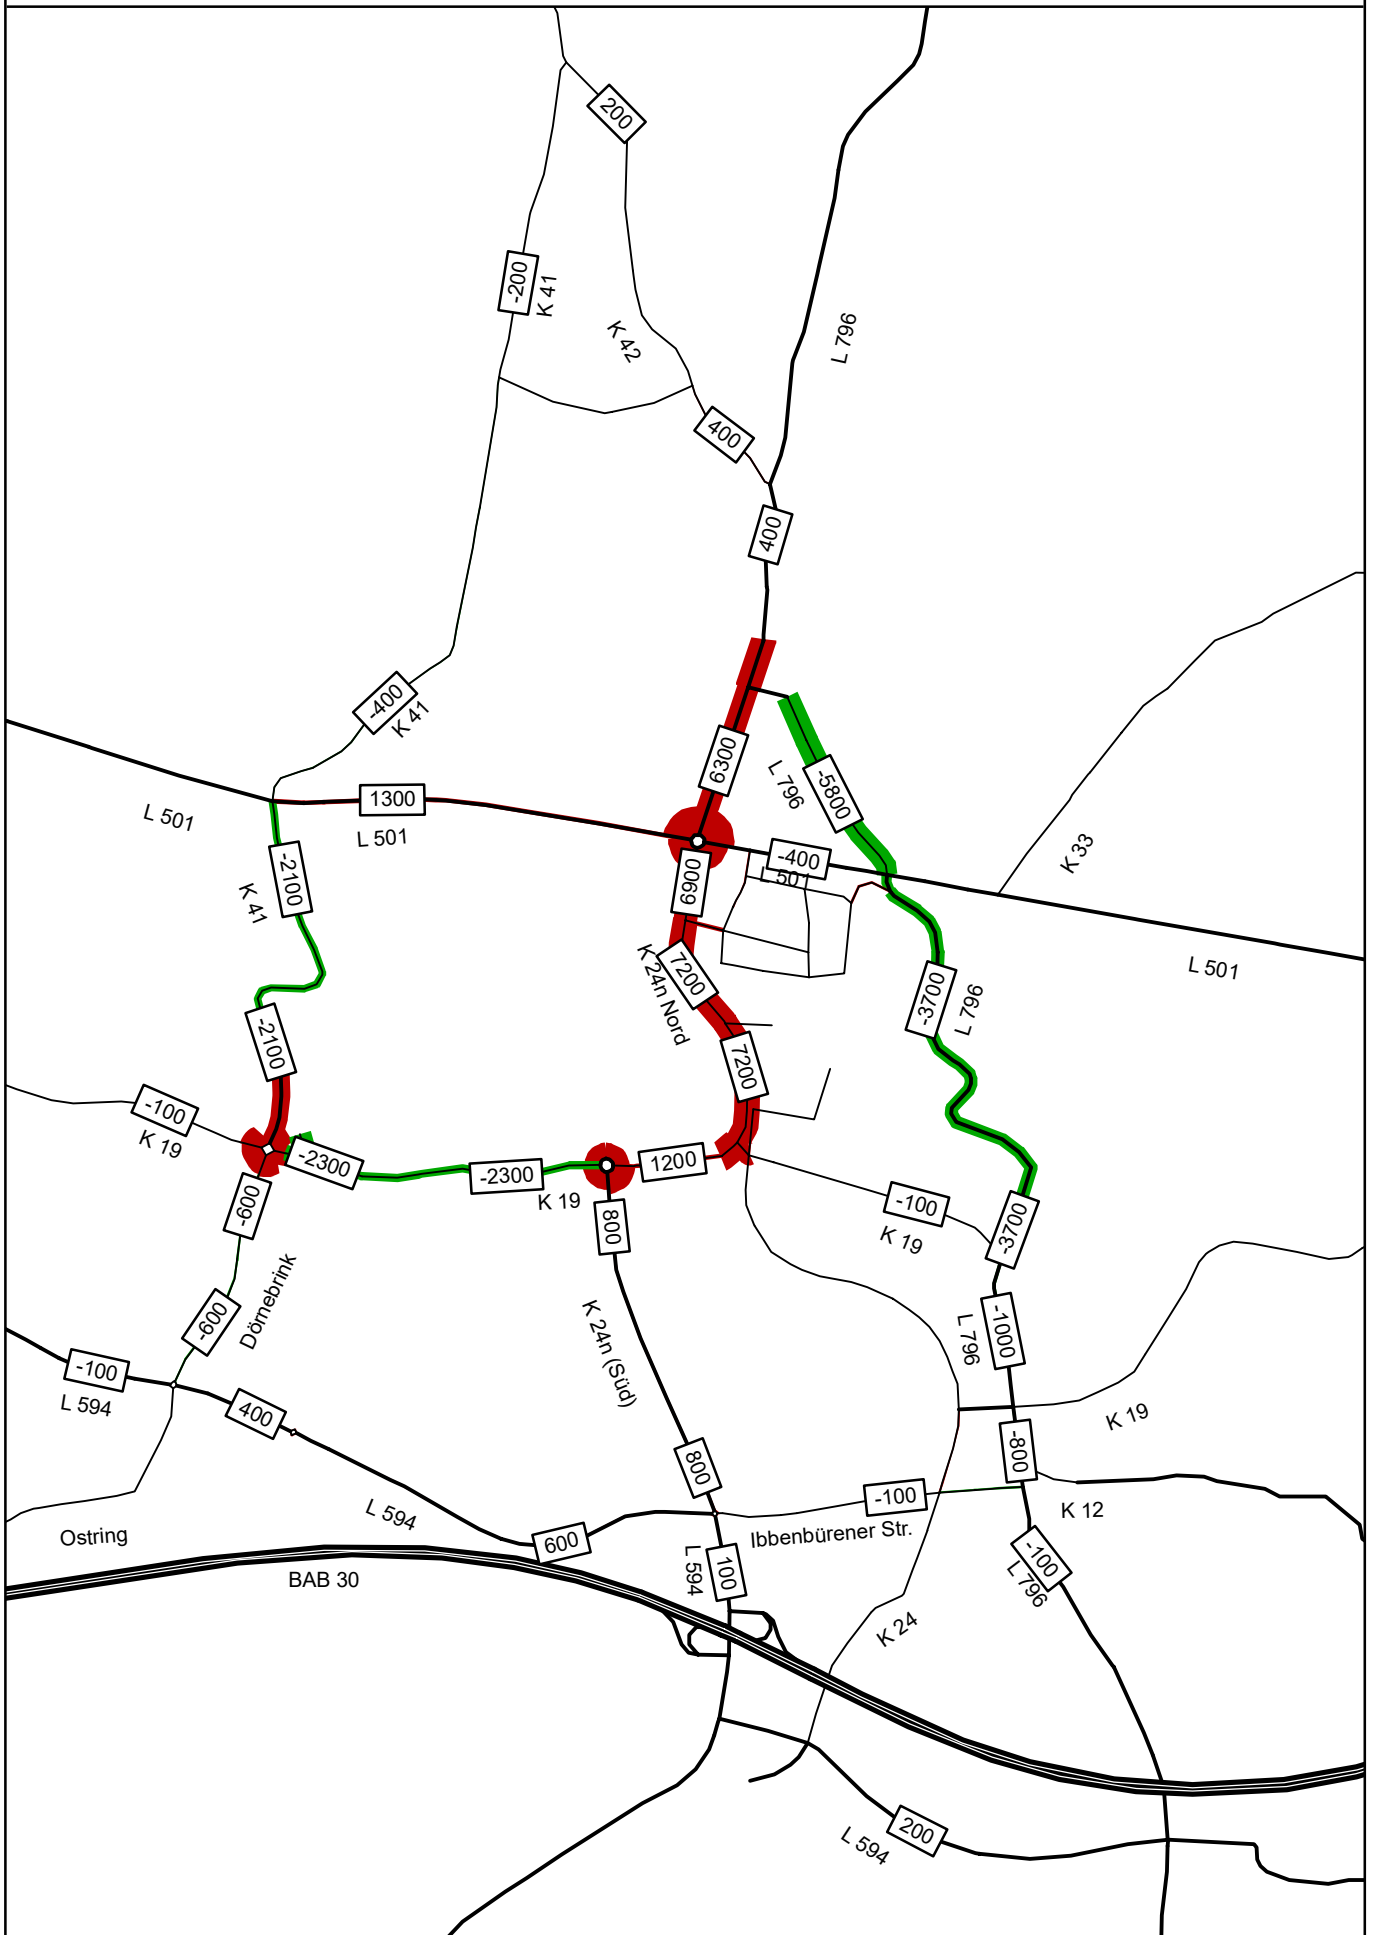 200
-200
K 41
K 42
L 796
400
400
-400
K 41
6300
L 796
-5800
L 501
1300
L 501
-400
L 501
K 33
-2100
K 41
6900
7200
K 24n Nord
L 501
-3700
L 796
-2100
7200
-100
K 19
-2300
-2300
K 19
1200
-600
800
-100
K 19
-3700
Dörnebrink
-600
K 24n (Süd)
-1000
L 796
-100
L 594
400
K 19
800
-800
L 594
-100
Ibbenbürener Str.
K 12
Ostring
600
BAB 30
L 594
100
-100
L 796
K 24
200
L 594